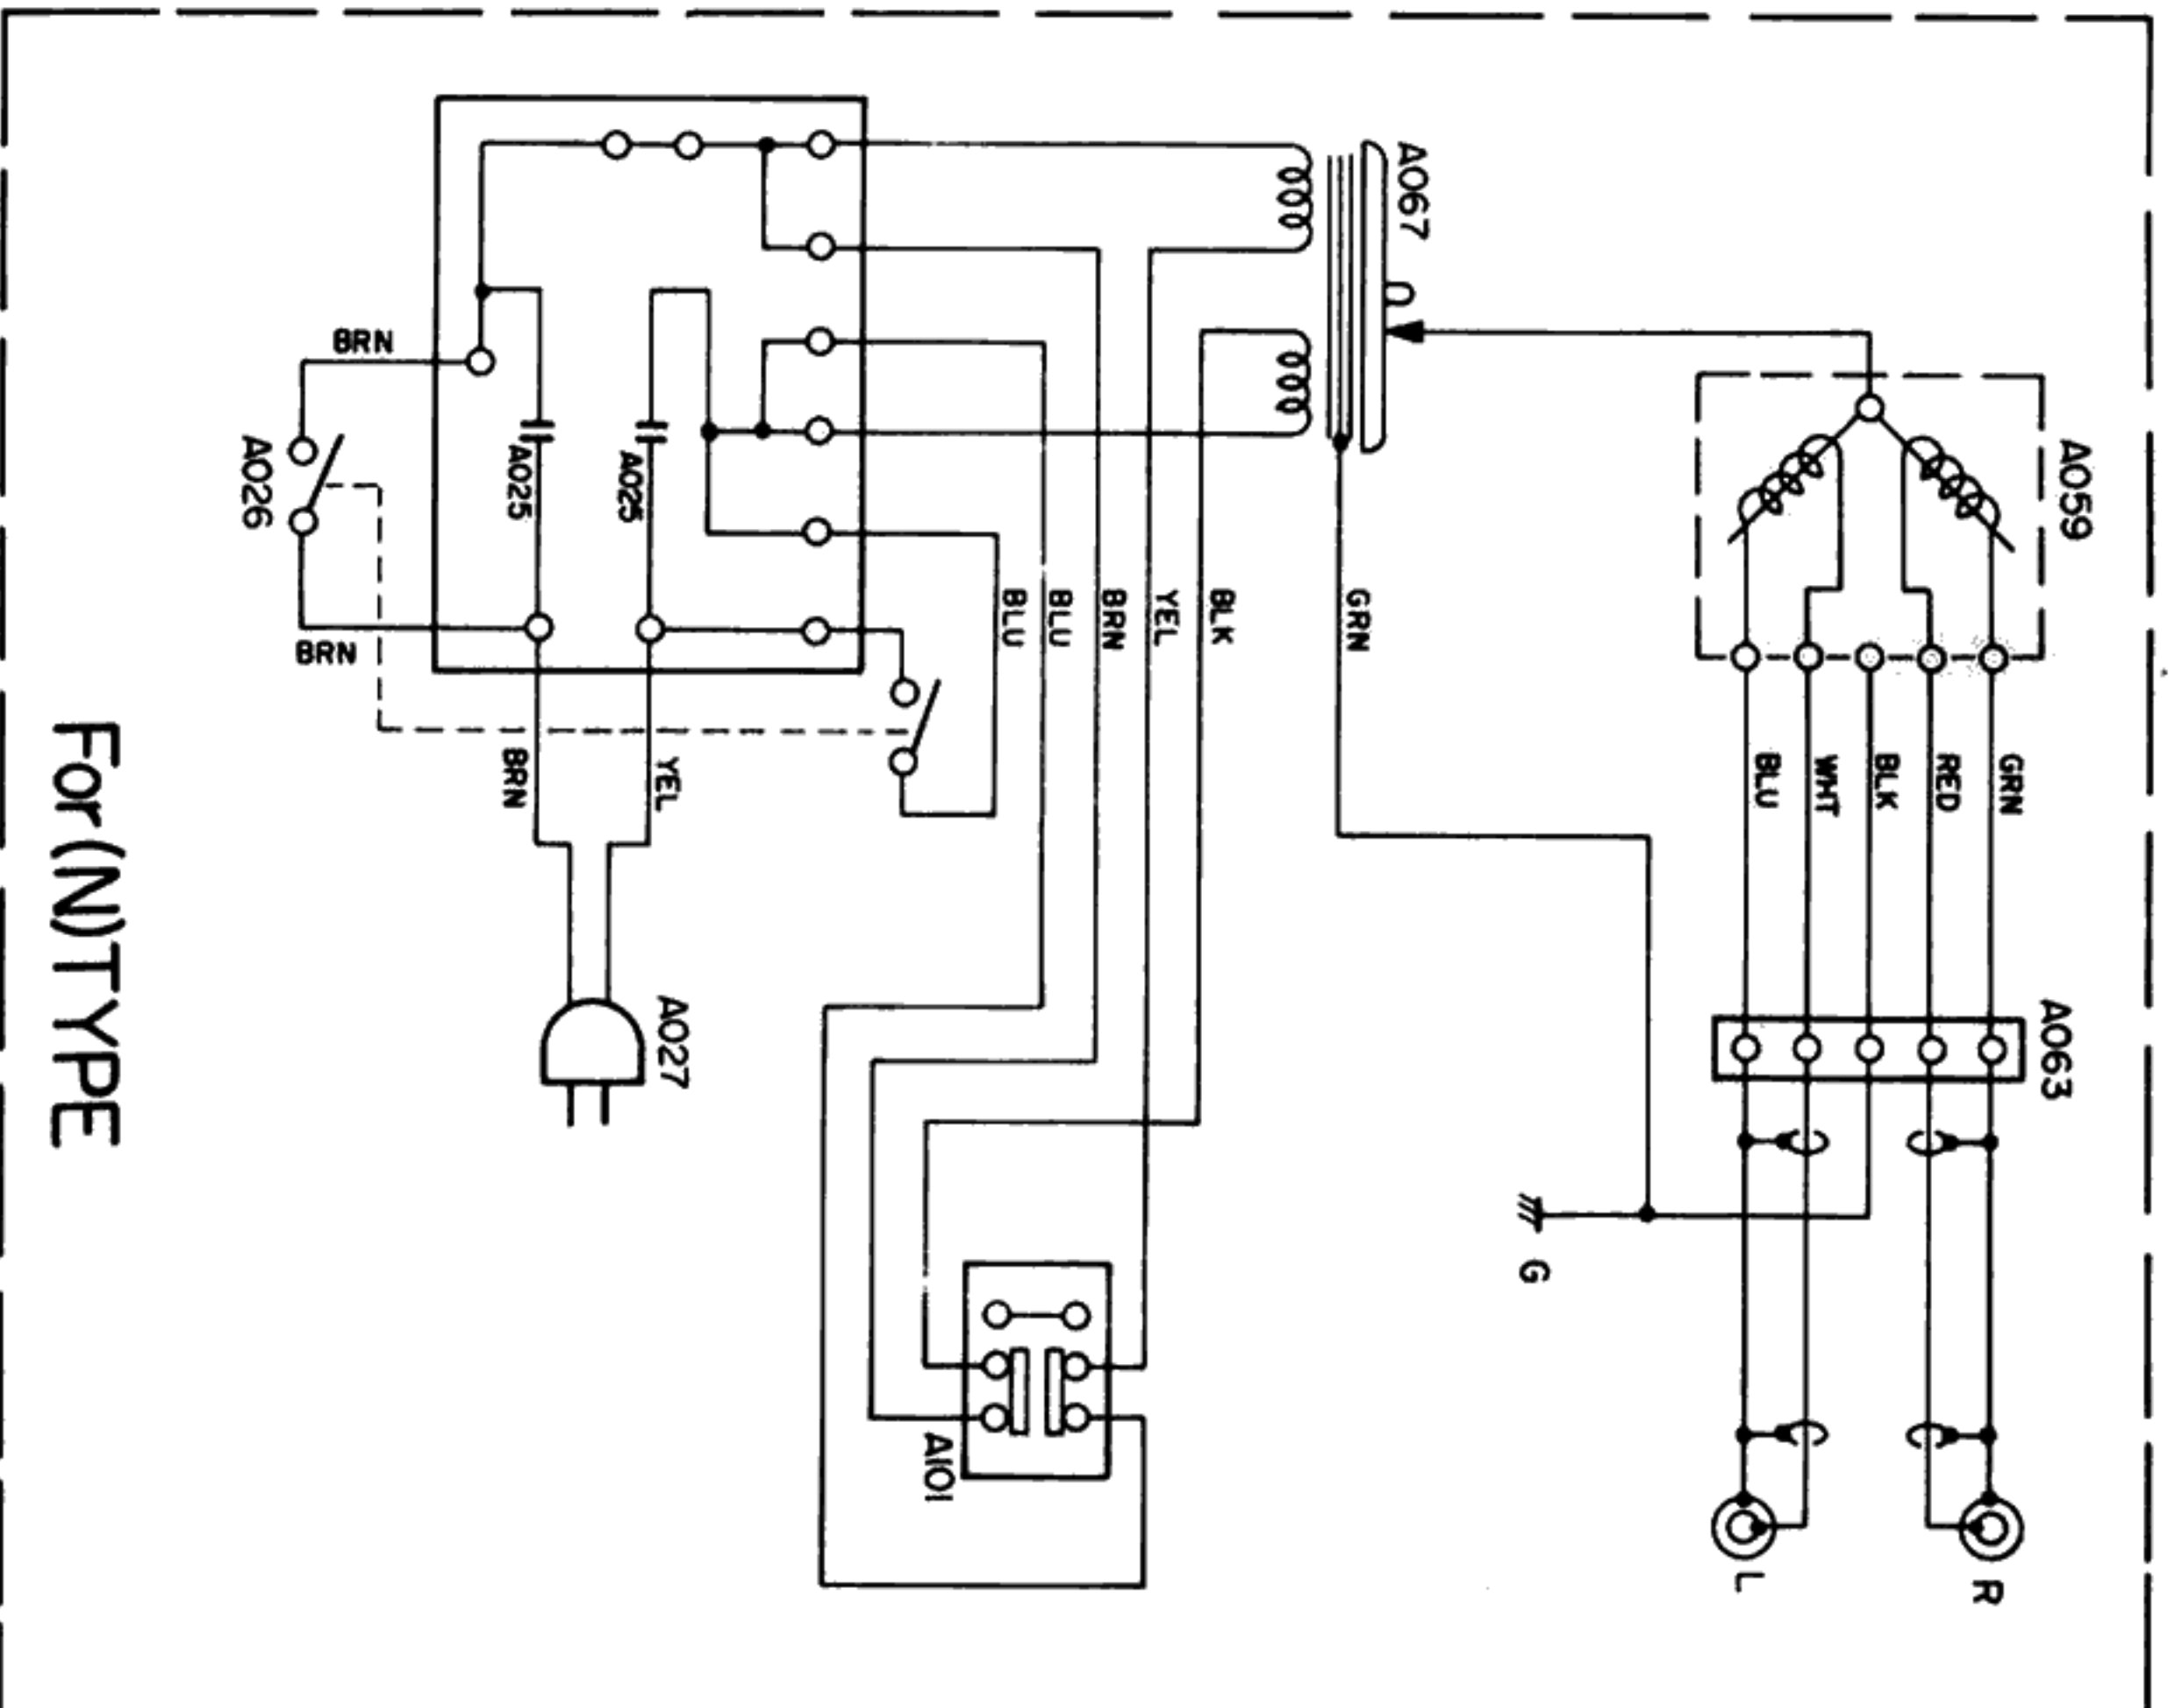 A067
A059
BRN
A026
A025
A025
BLU
BLU
BRN
YEL
BLK
GRN
BRN
BRN
YEL
BLU
WHT
BLK
RED
GRN
For(N)TYPE
A027
A063
G
A101
L
R